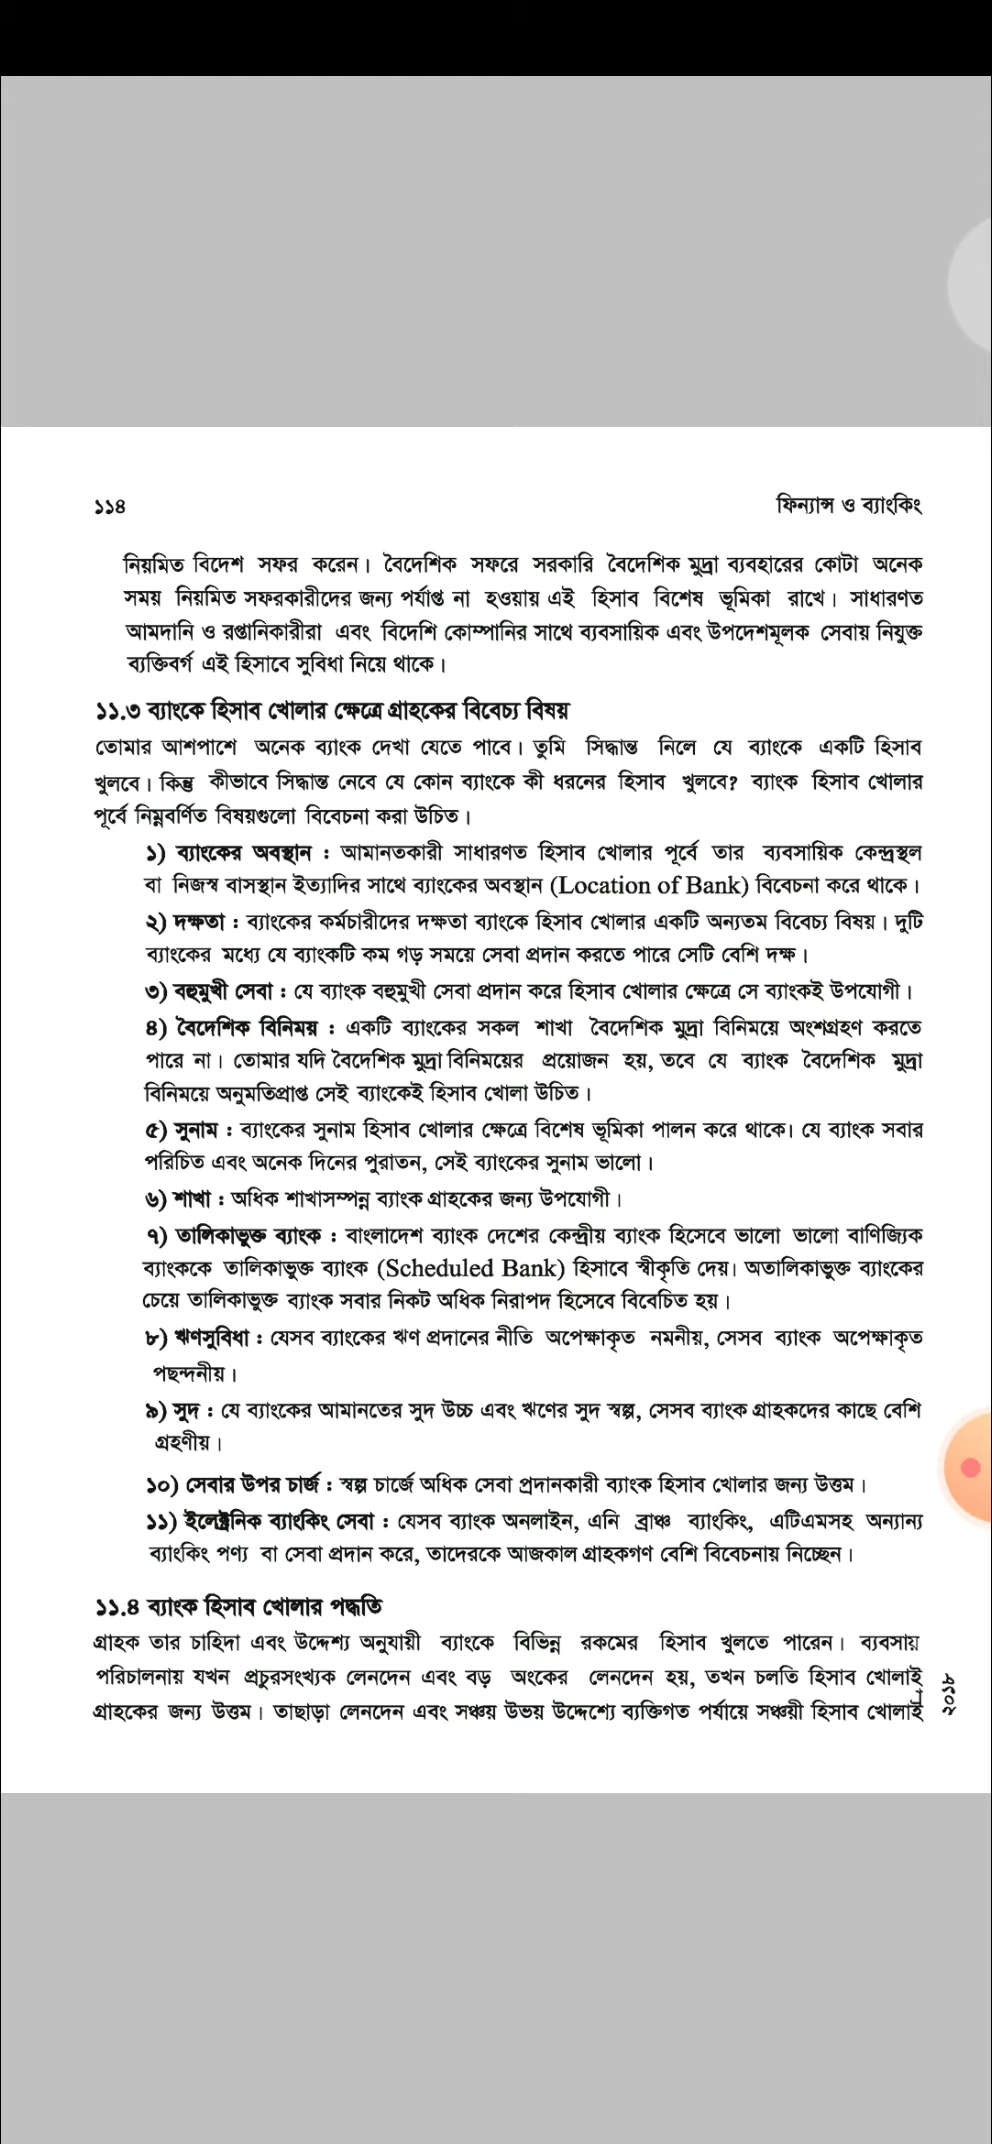 ১১৪
ফিন্যান্স ও ব্যাংকিং
নিয়মিত বিদেশ সফর করেন। বৈদেশিক সফরে সরকারি বৈদেশিক মুদ্রা ব্যবহারের কোটা অনেক
সময় নিয়মিত সফরকারীদের জন্য পর্যাপ্ত না হওয়ায় এই হিসাব বিশেষ ভূমিকা রাখে। সাধারণত
আমদানি ও রপ্তানিকারীরা এবং বিদেশি কোম্পানির সাথে ব্যবসায়িক এবং উপদেশমূলক সেবায় নিযুক্ত
ব্যক্তিবর্গ এই হিসাবে সুবিধা নিয়ে থাকে।
১১.৩ ব্যাংকে হিসাব খোলার ক্ষেত্রে গ্রাহকের বিবেচ্য বিষয়
তোমার আশপাশে অনেক ব্যাংক দেখা যেতে পাবে। তুমি সিদ্ধান্ত নিলে যে ব্যাংকে একটি হিসাব
খুলবে। কিন্তু কীভাবে সিদ্ধান্ত নেবে যে কোন ব্যাংকে কী ধরনের হিসাব খুলবে? ব্যাংক হিসাব খোলার
পূর্বে নিম্নবর্ণিত বিষয়গুলো বিবেচনা করা উচিত।
১) ব্যাংকের অবস্থান : আমানতকারী সাধারণত হিসাব খোলার পূর্বে তার ব্যবসায়িক কেন্দ্রস্থল
বা নিজস্ব বাসস্থান ইত্যাদির সাথে ব্যাংকের অবস্থান (Location of Bank) বিবেচনা করে থাকে।
২) দক্ষতা : ব্যাংকের কর্মচারীদের দক্ষতা ব্যাংকে হিসাব খোলার একটি অন্যতম বিবেচ্য বিষয়। দুটি
ব্যাংকের মধ্যে যে ব্যাংকটি কম গড় সময়ে সেবা প্রদান করতে পারে সেটি বেশি দক্ষ।
৩) বহুমুখী সেবা : যে ব্যাংক বহুমুখী সেবা প্রদান করে হিসাব খোলার ক্ষেত্রে সে ব্যাংকই উপযোগী।
৪) বৈদেশিক বিনিময় : একটি ব্যাংকের সকল শাখা বৈদেশিক মুদ্রা বিনিময়ে অংশগ্রহণ করতে
পারে না। তোমার যদি বৈদেশিক মুদ্রা বিনিময়ের প্রয়োজন হয়, তবে যে ব্যাংক বৈদেশিক মুদ্রা
বিনিময়ে অনুমতিপ্রাপ্ত সেই ব্যাংকেই হিসাব খোলা উচিত।
৫) সুনাম : ব্যাংকের সুনাম হিসাব খোলার ক্ষেত্রে বিশেষ ভূমিকা পালন করে থাকে। যে ব্যাংক সবার
পরিচিত এবং অনেক দিনের পুরাতন, সেই ব্যাংকের সুনাম ভালো।
৬) শাখা : অধিক শাখাসম্পন্ন ব্যাংক গ্রাহকের জন্য উপযোগী।
৭) তালিকাভুক্ত ব্যাংক : বাংলাদেশ ব্যাংক দেশের কেন্দ্রীয় ব্যাংক হিসেবে ভালো ভালো বাণিজ্যিক
ব্যাংককে তালিকাভুক্ত ব্যাংক (Scheduled Bank) হিসাবে স্বীকৃতি দেয়। অতালিকাভুক্ত ব্যাংকের
চেয়ে তালিকাভুক্ত ব্যাংক সবার নিকট অধিক নিরাপদ হিসেবে বিবেচিত হয়।
৮) ঋণসুবিধা : যেসব ব্যাংকের ঋণ প্রদানের নীতি অপেক্ষাকৃত নমনীয়, সেসব ব্যাংক অপেক্ষাকৃত
পছন্দনীয়।
৯) সুদ : যে ব্যাংকের আমানতের সুদ উচ্চ এবং ঋণের সুদ স্বল্প, সেসব ব্যাংক গ্রাহকদের কাছে বেশি
গ্রহণীয়।
১০) সেবার উপর চার্জ : স্বল্প চার্জে অধিক সেবা প্রদানকারী ব্যাংক হিসাব খোলার জন্য উত্তম।
১১) ইলেক্ট্রনিক ব্যাংকিং সেবা : যেসব ব্যাংক অনলাইন, এনি ব্রাঞ্চ ব্যাংকিং, এটিএমসহ অন্যান্য
ব্যাংকিং পণ্য বা সেবা প্রদান করে, তাদেরকে আজকাল গ্রাহকগণ বেশি বিবেচনায় নিচ্ছেন।
১১.৪ ব্যাংক হিসাব খোলার পদ্ধতি
গ্রাহক তার চাহিদা এবং উদ্দেশ্য অনুযায়ী ব্যাংকে বিভিন্ন রকমের হিসাব খুলতে পারেন। ব্যবসায়
পরিচালনায় যখন প্রচুরসংখ্যক লেনদেন এবং বড় অংকের লেনদেন হয়, তখন চলতি হিসাব খোলাই
গ্রাহকের জন্য উত্তম। তাছাড়া লেনদেন এবং সঞ্চয় উভয় উদ্দেশ্যে ব্যক্তিগত পর্যায়ে সঞ্চয়ী হিসাব খোলাই
২০১৮